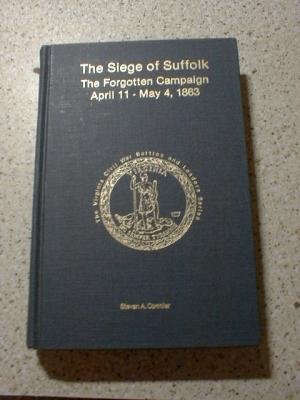 The Siege of Suffolk
The Forgotten Campaign
April 11 - May 4, 1863
The Virginia Civil War Battles and Leaders Series
VIRGINIA
Steven A. Cormier